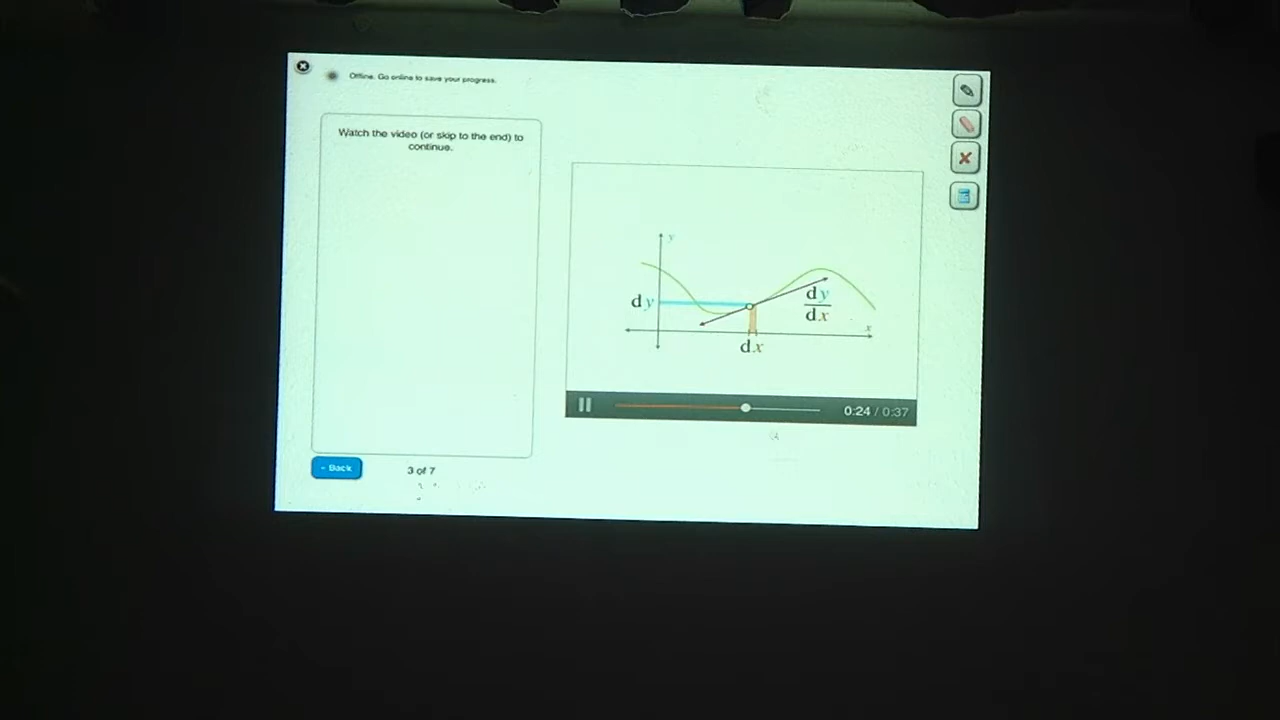 Offline. Go online to save your progress.
Watch the video (or skip to the end) to
continue.
y
dy
dy
dx
x
dx
0:24 / 0:37
- Back
3 of 7